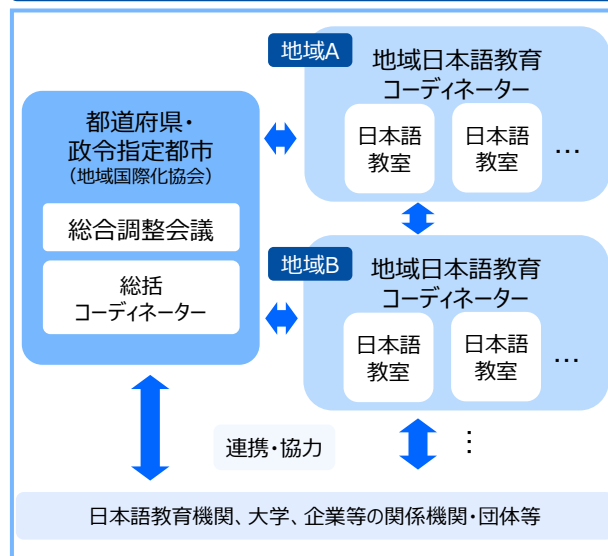 都道府県・
政令指定都市
(地域国際化協会)
総合調整会議
総括
コーディネーター
地域A
地域日本語教育
コーディネーター
日本語
教室
日本語
教室
…
地域B
地域日本語教育
コーディネーター
日本語
教室
日本語
教室
…
連携・協力
⋮
日本語教育機関、大学、企業等の関係機関・団体等